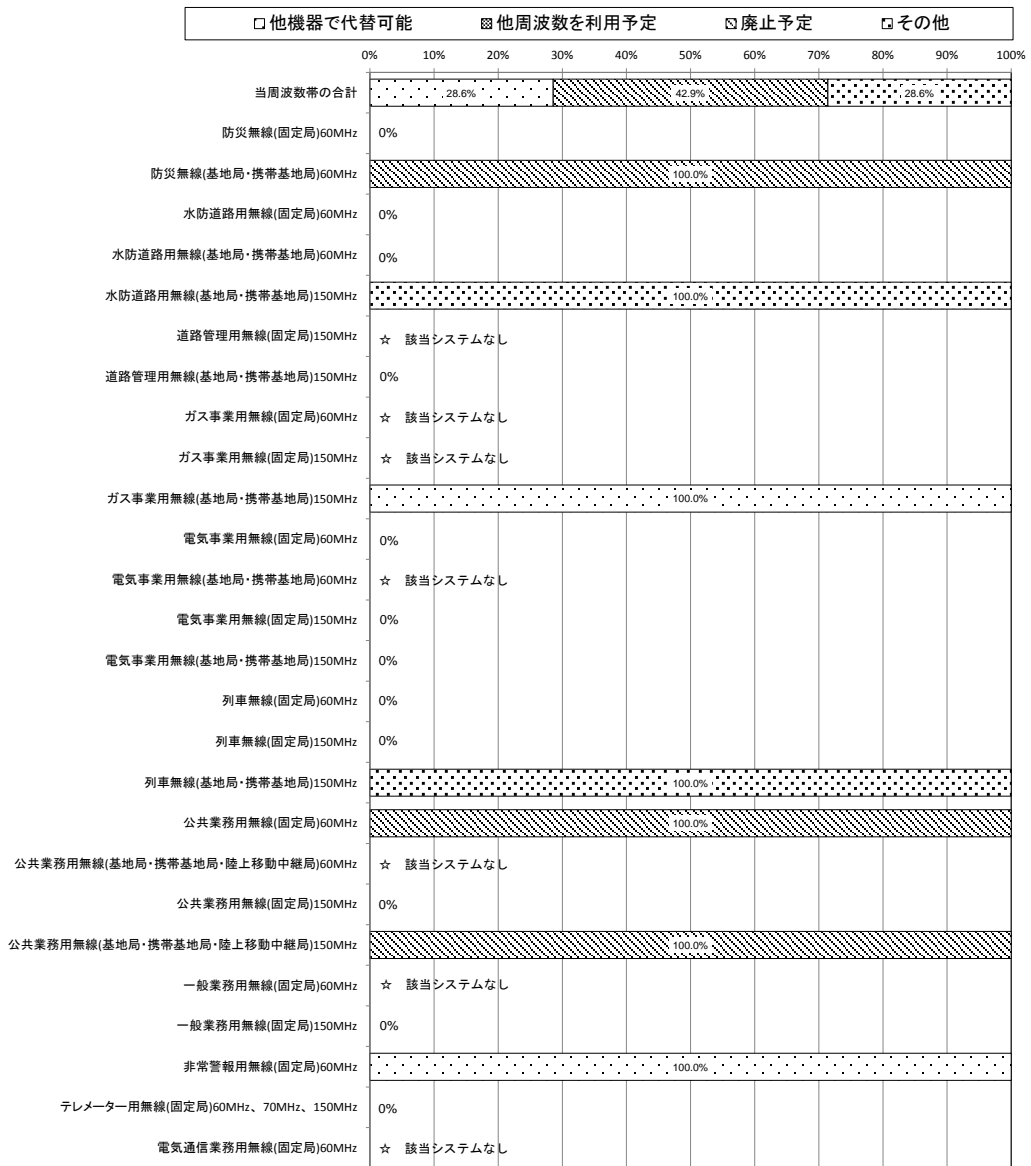 他機器で代替可能 他周波数を利用予定 廃止予定 その他
0% 10% 20% 30% 40% 50% 60% 70% 80% 90% 100%
当周波数帯の合計 28.6% 42.9% 28.6%
防災無線(固定局)60MHz 0%
防災無線(基地局・携帯基地局)60MHz 100.0%
水防道路用無線(固定局)60MHz 0%
水防道路用無線(基地局・携帯基地局)60MHz 0%
水防道路用無線(基地局・携帯基地局)150MHz 100.0%
道路管理用無線(固定局)150MHz ☆ 該当システムなし
道路管理用無線(基地局・携帯基地局)150MHz 0%
ガス事業用無線(固定局)60MHz ☆ 該当システムなし
ガス事業用無線(固定局)150MHz ☆ 該当システムなし
ガス事業用無線(基地局・携帯基地局)150MHz 100.0%
電気事業用無線(固定局)60MHz 0%
電気事業用無線(基地局・携帯基地局)60MHz ☆ 該当システムなし
電気事業用無線(固定局)150MHz 0%
電気事業用無線(基地局・携帯基地局)150MHz 0%
列車無線(固定局)60MHz 0%
列車無線(固定局)150MHz 0%
列車無線(基地局・携帯基地局)150MHz 100.0%
公共業務用無線(固定局)60MHz 100.0%
公共業務用無線(基地局・携帯基地局・陸上移動中継局)60MHz ☆ 該当システムなし
公共業務用無線(固定局)150MHz 0%
公共業務用無線(基地局・携帯基地局・陸上移動中継局)150MHz 100.0%
一般業務用無線(固定局)60MHz ☆ 該当システムなし
一般業務用無線(固定局)150MHz 0%
非常警報用無線(固定局)60MHz 100.0%
テレメーター用無線(固定局)60MHz、70MHz、150MHz 0%
電気通信業務用無線(固定局)60MHz ☆ 該当システムなし